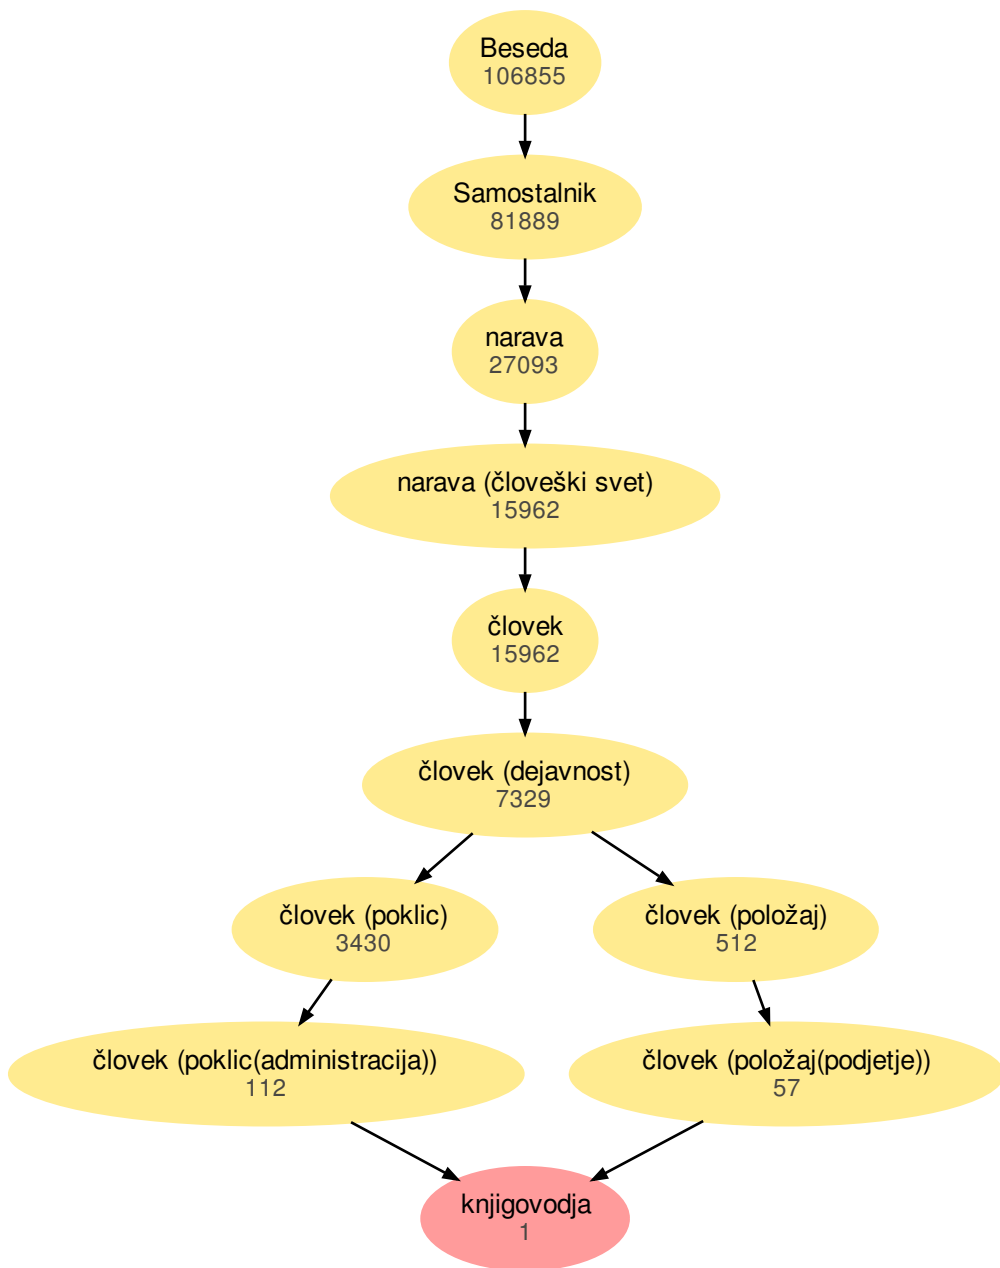 Beseda
106855
Samostalnik
81889
narava
27093
narava (človeški svet)
15962
človek
15962
človek (dejavnost)
7329
človek (poklic)
3430
človek (položaj)
512
človek (poklic(administracija))
112
človek (položaj(podjetje))
57
knjigovodja
1